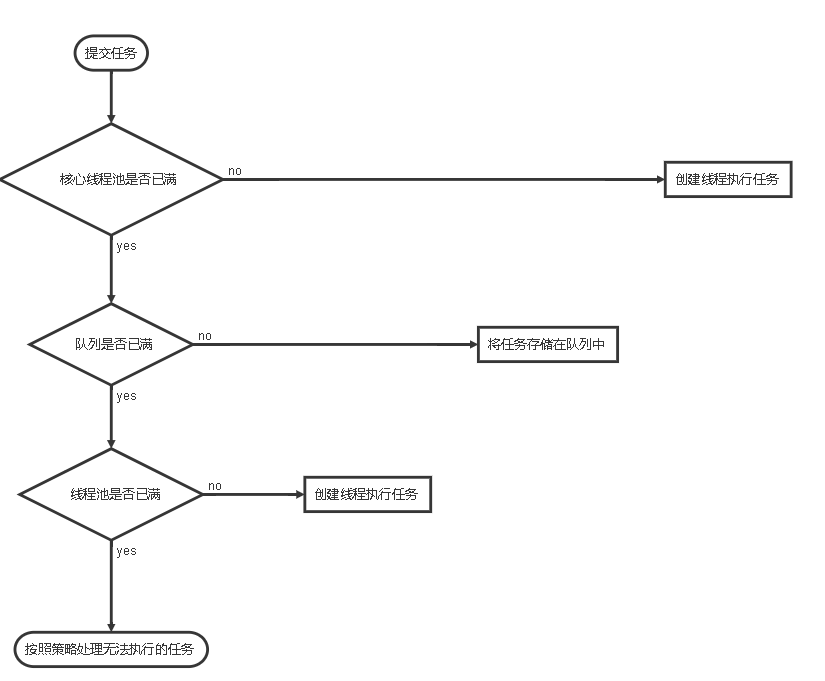 提交任务
核心线程池是否已满
no
创建线程执行任务
yes
队列是否已满
no
将任务存储在队列中
yes
线程池是否已满
no
创建线程执行任务
yes
按照策略处理无法执行的任务